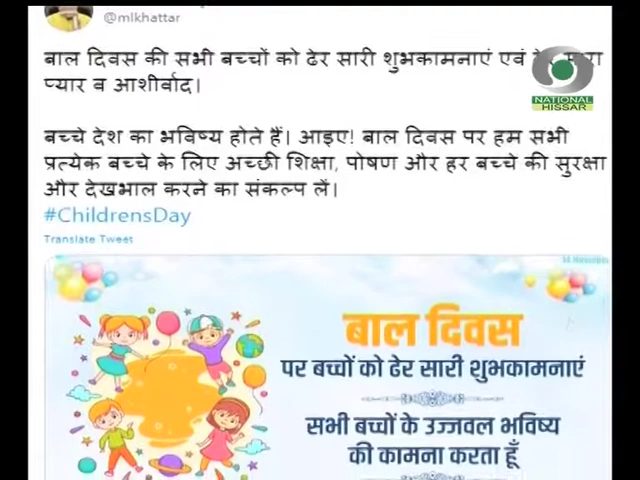 @mlkhattar
बाल दिवस की सभी बच्चों को ढेर सारी शुभकामनाएं एवं ढेर सारा
प्यार व आशीर्वाद।
NATIONAL
HISSAR
बच्चे देश का भविष्य होते हैं। आइए! बाल दिवस पर हम सभी
प्रत्येक बच्चे के लिए अच्छी शिक्षा, पोषण और हर बच्चे की सुरक्षा
और देखभाल करने का संकल्प लें।
#ChildrensDay
Translate Tweet
बाल दिवस
पर बच्चों को ढेर सारी शुभकामनाएं
सभी बच्चों के उज्जवल भविष्य
की कामना करता हूँ